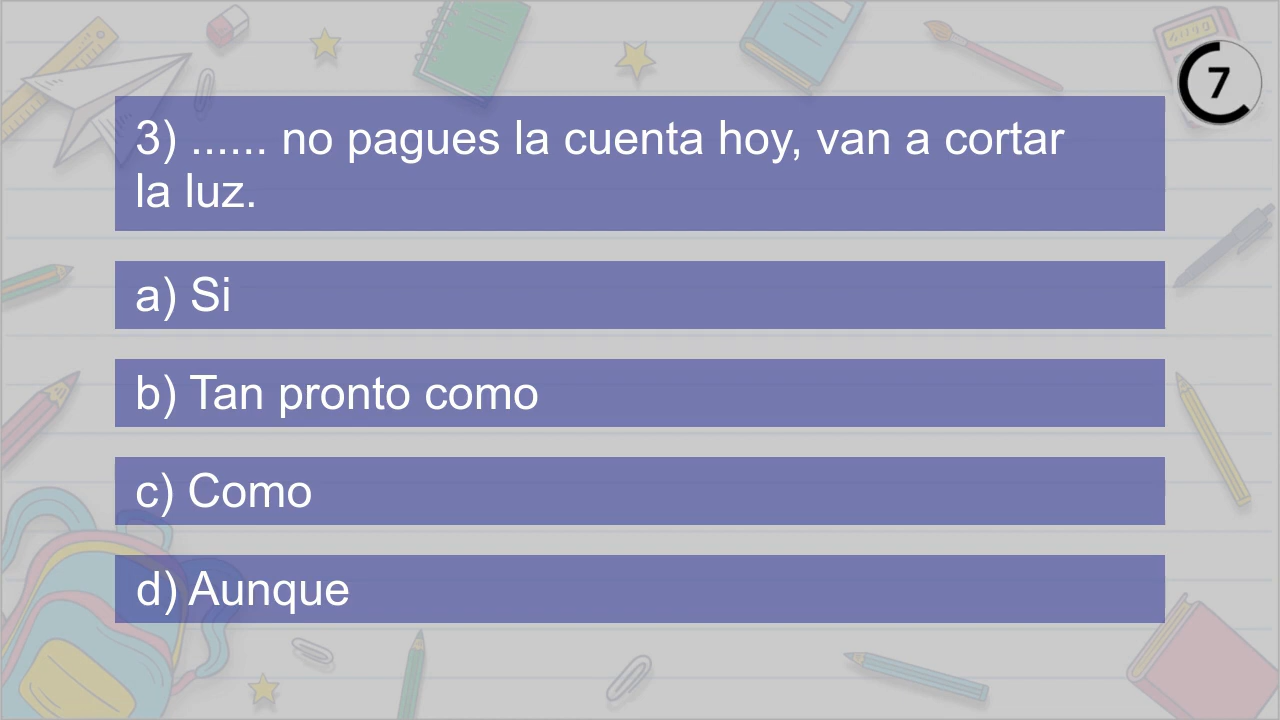 7
3) ...... no pagues la cuenta hoy, van a cortar
la luz.
a) Si
b) Tan pronto como
c) Como
d) Aunque